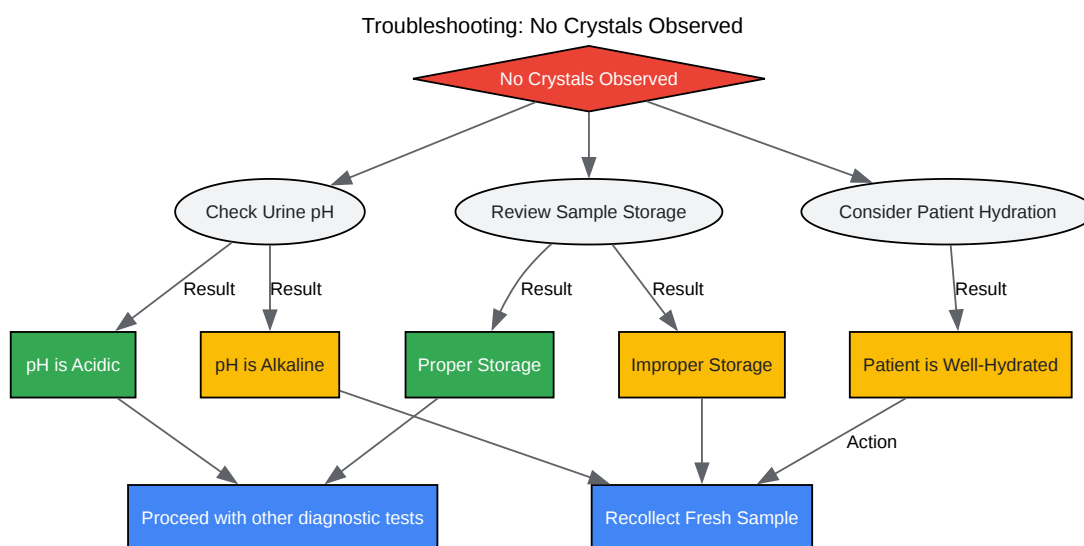 Troubleshooting: No Crystals Observed
No Crystals Observed
Check Urine pH
Review Sample Storage
Consider Patient Hydration
Result
Result
Result
Result
Result
pH is Acidic
pH is Alkaline
Proper Storage
Improper Storage
Patient is Well-Hydrated
Action
Proceed with other diagnostic tests
Recollect Fresh Sample